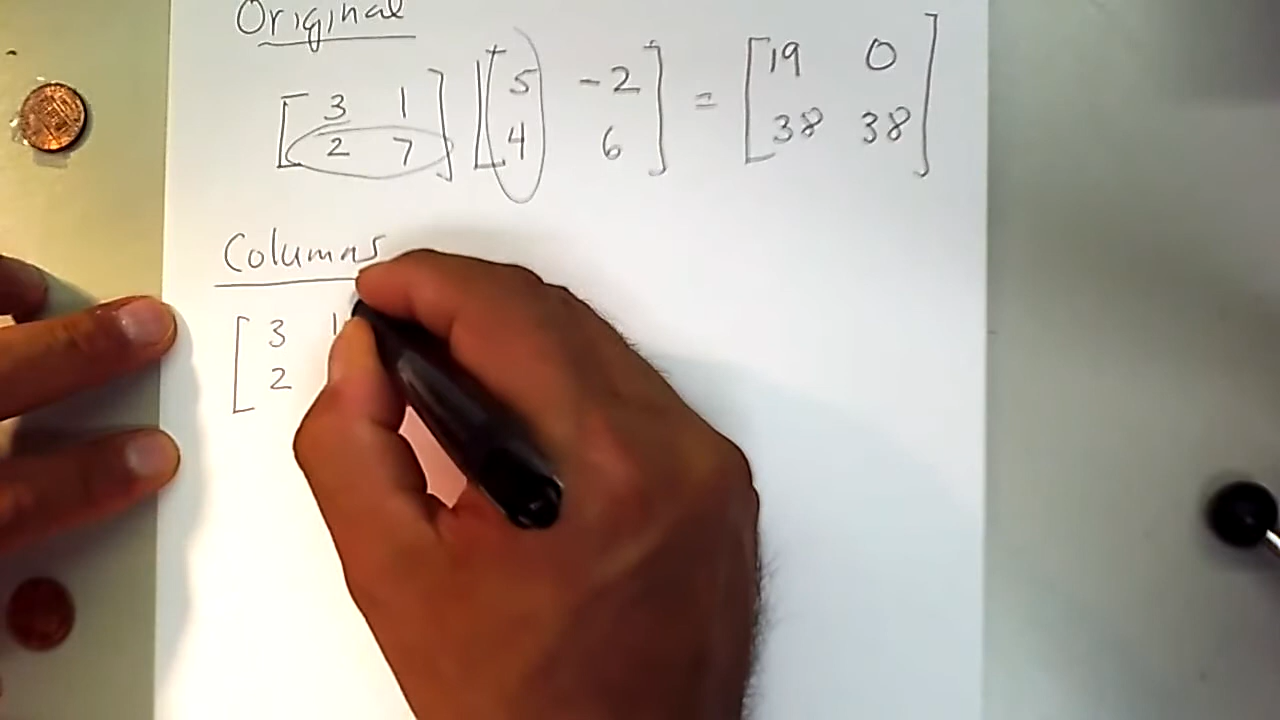 Original
[3 1] [5 -2] = [19 0]
[2 7] [4 6] [38 38]
Columns
[3 1
2